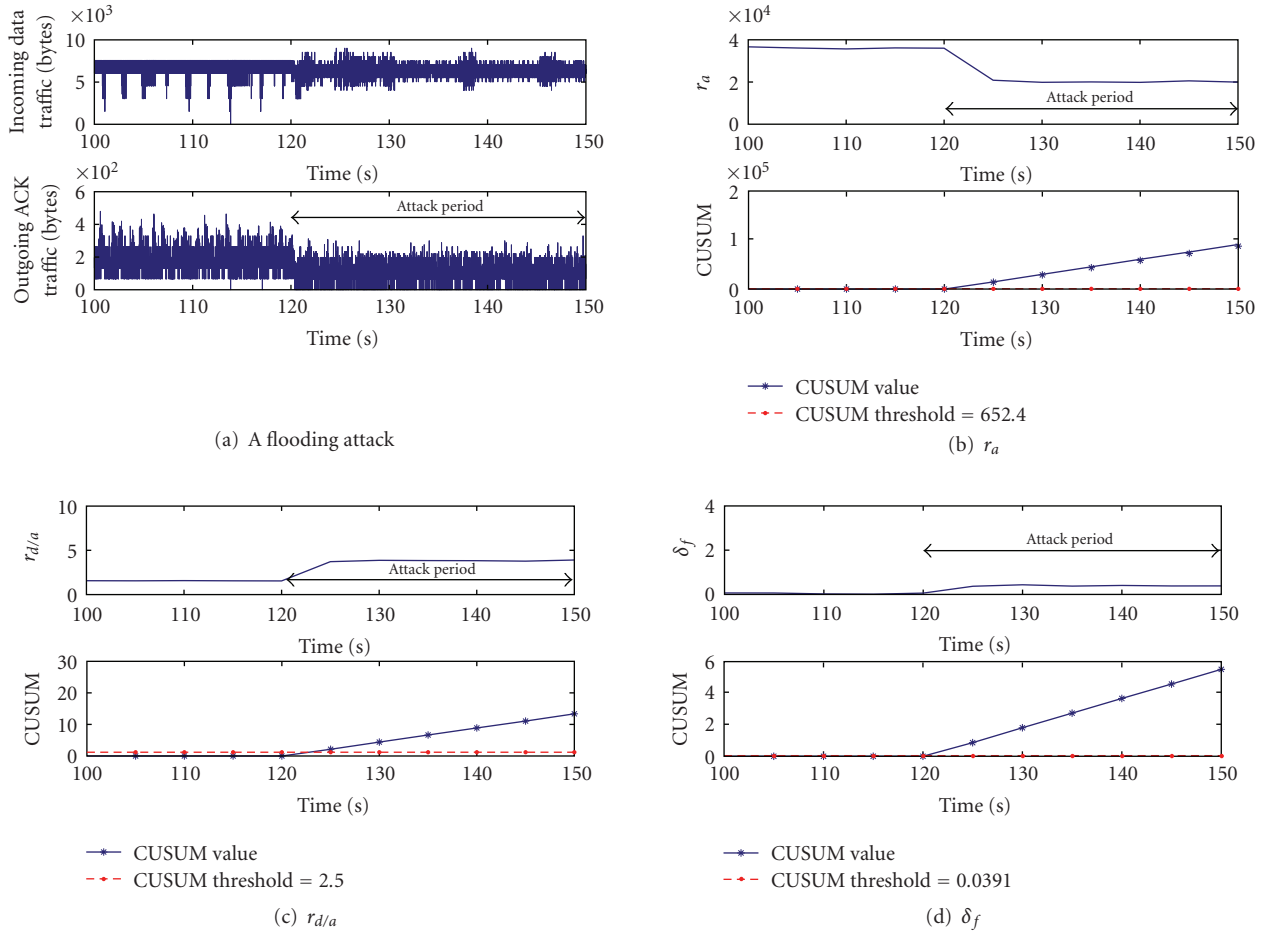 ×10³
Incoming data
traffic (bytes)
10
5
0
100 110 120 130 140 150
Time (s)
×10²
Outgoing ACK
traffic (bytes)
6
4
2
0
Attack period
100 110 120 130 140 150
Time (s)
(a) A flooding attack
×10⁴
r_a
4
2
0
Attack period
100 110 120 130 140 150
Time (s)
×10⁵
CUSUM
2
1
0
100 110 120 130 140 150
Time (s)
CUSUM value
CUSUM threshold = 652.4
(b) r_a
r_{d/a}
10
5
0
Attack period
100 110 120 130 140 150
Time (s)
CUSUM
30
20
10
0
100 110 120 130 140 150
Time (s)
CUSUM value
CUSUM threshold = 2.5
(c) r_{d/a}
δ_f
4
2
0
Attack period
100 110 120 130 140 150
Time (s)
CUSUM
6
4
2
0
100 110 120 130 140 150
Time (s)
CUSUM value
CUSUM threshold = 0.0391
(d) δ_f